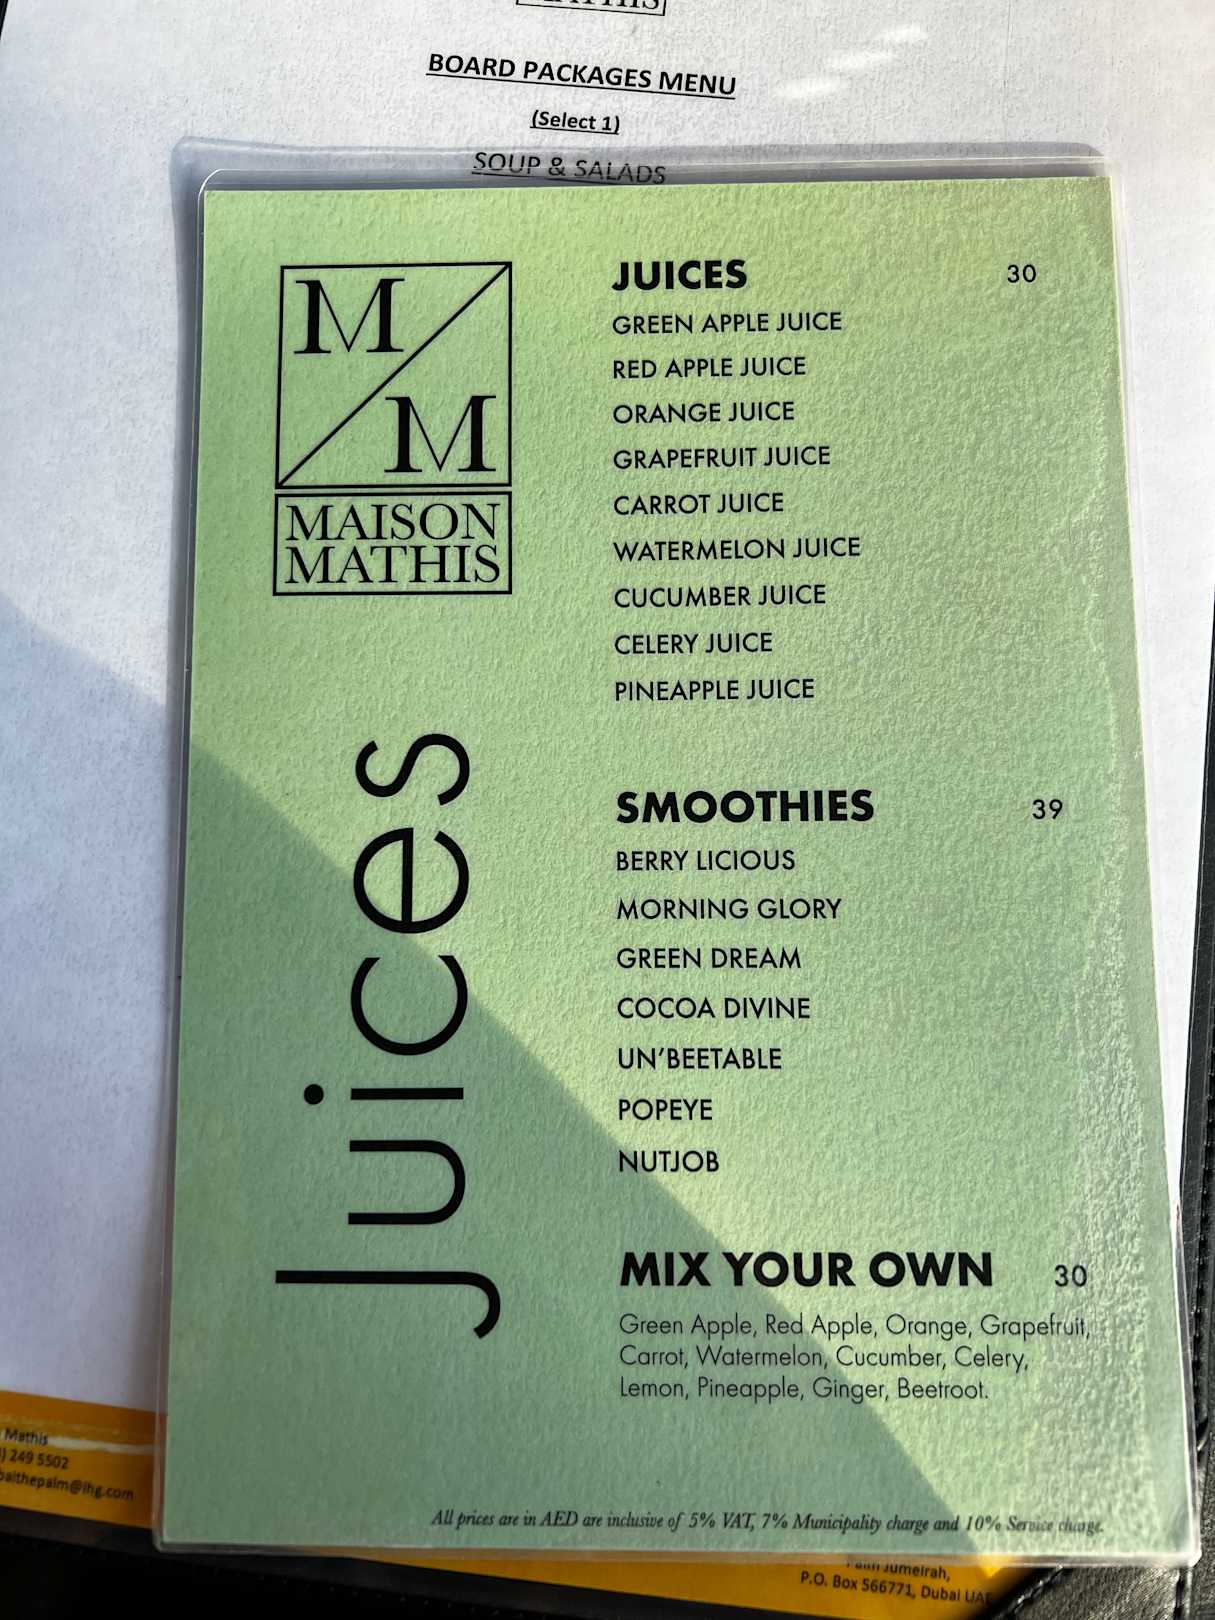 BOARD PACKAGES MENU
(Select 1)
SOUP & SALADS
M
M
MAISON
MATHIS
Juices
JUICES 30
GREEN APPLE JUICE
RED APPLE JUICE
ORANGE JUICE
GRAPEFRUIT JUICE
CARROT JUICE
WATERMELON JUICE
CUCUMBER JUICE
CELERY JUICE
PINEAPPLE JUICE
SMOOTHIES 39
BERRY LICIOUS
MORNING GLORY
GREEN DREAM
COCOA DIVINE
UN'BEETABLE
POPEYE
NUTJOB
MIX YOUR OWN 30
Green Apple, Red Apple, Orange, Grapefruit,
Carrot, Watermelon, Cucumber, Celery,
Lemon, Pineapple, Ginger, Beetroot.
All prices are in AED are inclusive of 5% VAT, 7% Municipality charge and 10% Service charge.
Mathis
) 249 5502
baithepalm@ihg.com
Palm Jumeirah,
P.O. Box 566771, Dubai UAE